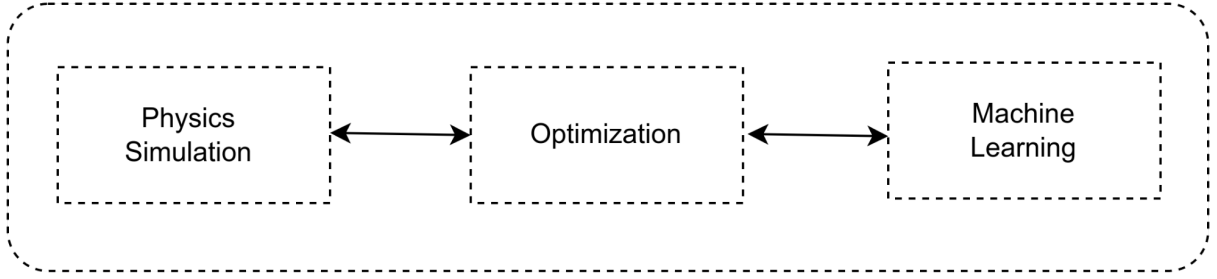 Physics
Simulation
Optimization
Machine
Learning